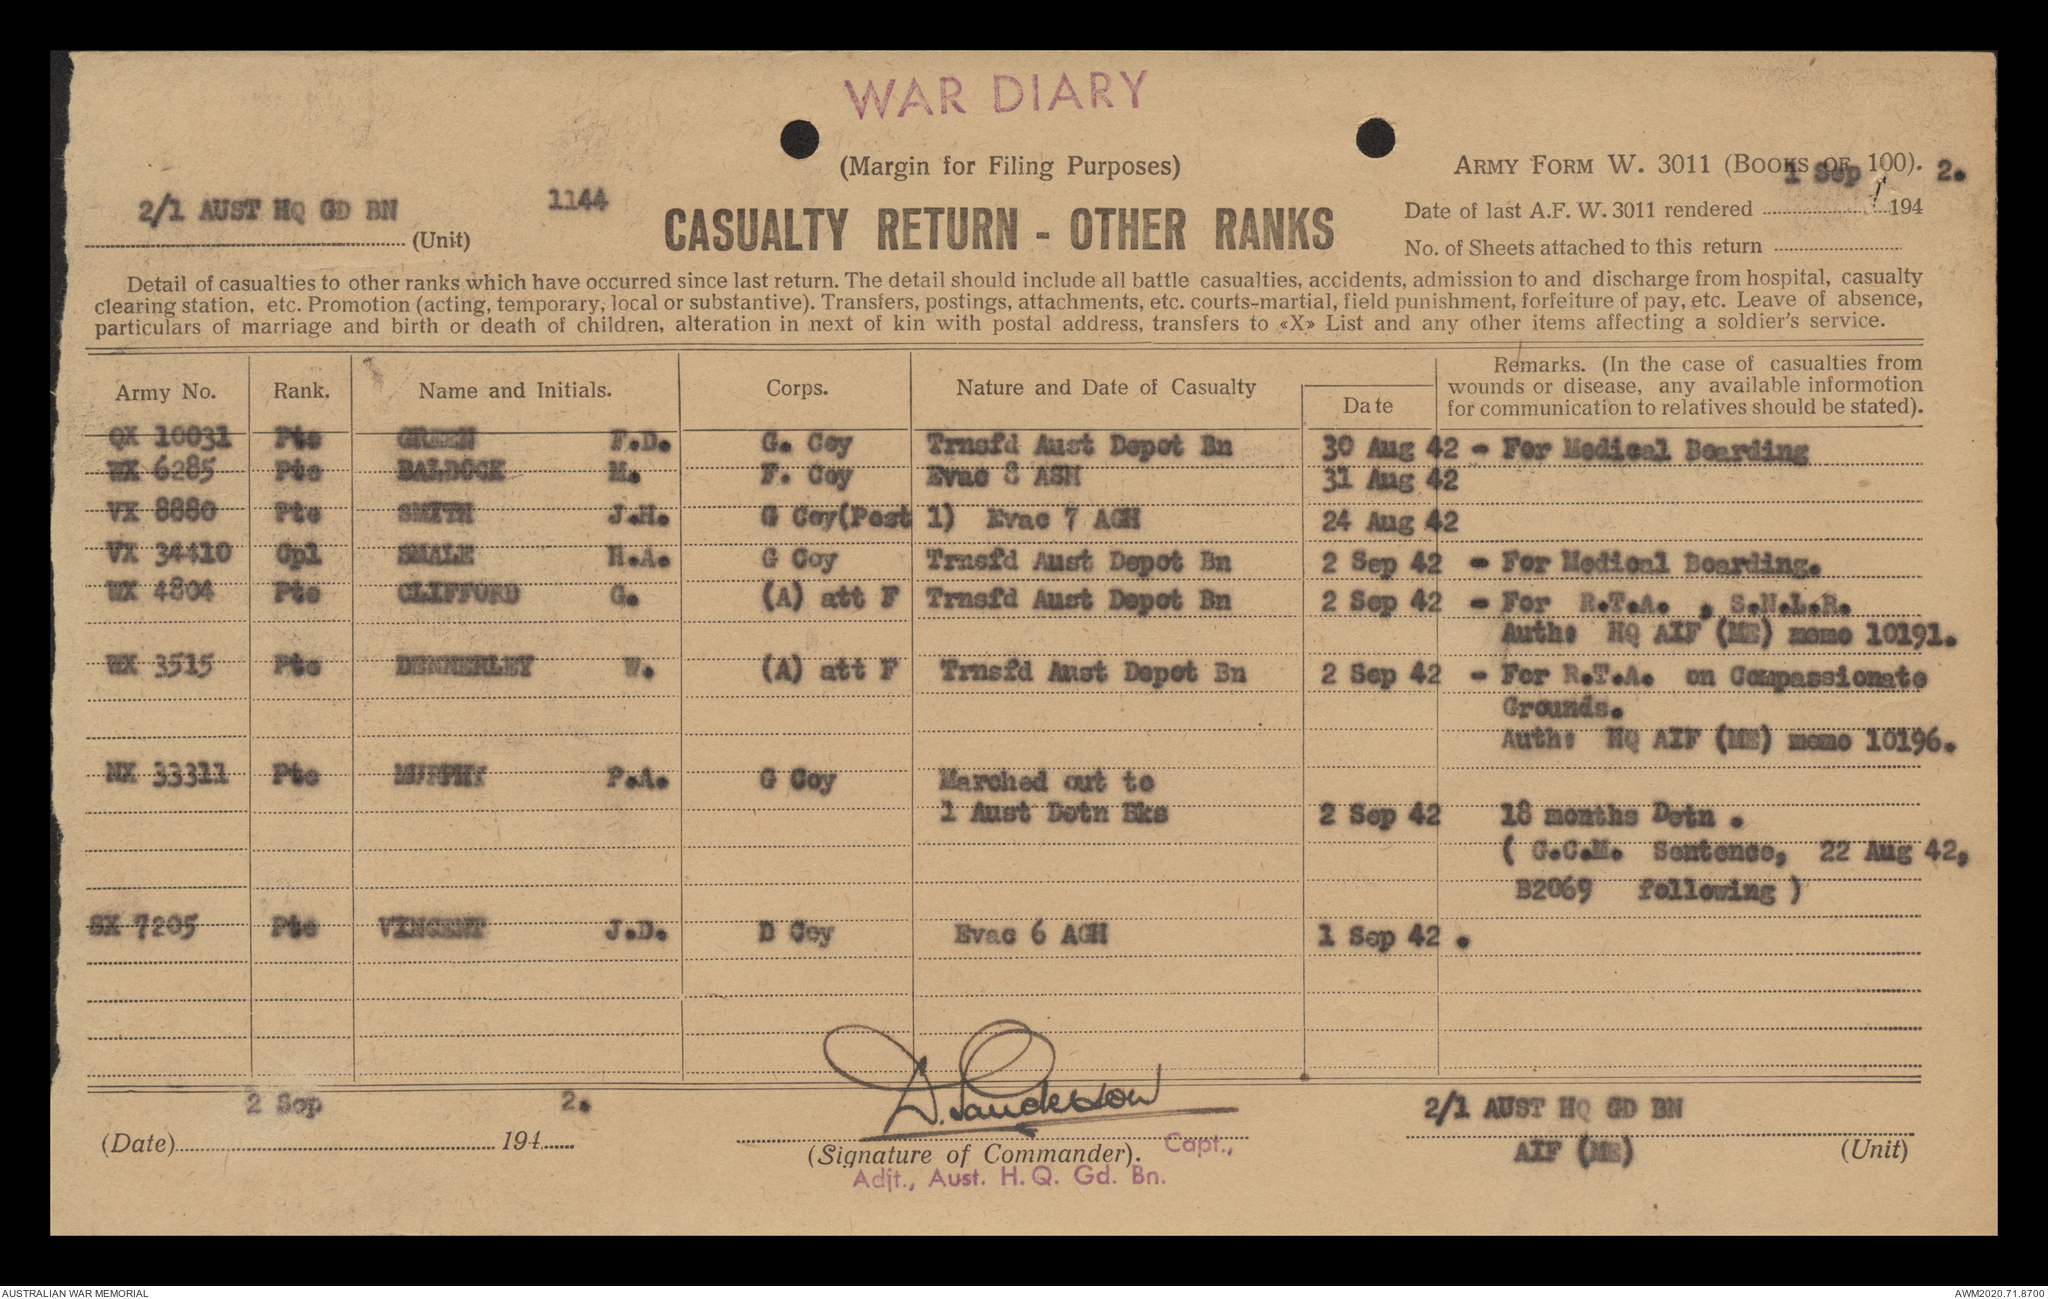 WAR DIARY
(Margin for Filing Purposes)
ARMY FORM W. 3011 (BOOKS OF 100).
2/1 AUST HQ GD BN (Unit)
1144
CASUALTY RETURN - OTHER RANKS
Date of last A.F. W. 3011 rendered 1 Sep 194 2.
No. of Sheets attached to this return
Detail of casualties to other ranks which have occurred since last return. The detail should include all battle casualties, accidents, admission to and discharge from hospital, casualty
clearing station, etc. Promotion (acting, temporary, local or substantive). Transfers, postings, attachments, etc. courts-martial, field punishment, forfeiture of pay, etc. Leave of absence,
particulars of marriage and birth or death of children, alteration in next of kin with postal address, transfers to «X» List and any other items affecting a soldier's service.
Army No. Rank. Name and Initials. Corps. Nature and Date of Casualty Date
Remarks. (In the case of casualties from
wounds or disease, any available informotion
for communication to relatives should be stated).
QX 10031 Pte GREEN F.D. G. Coy Trnsfd Aust Depot Bn 30 Aug 42 - For Medical Boarding
WX 6285 Pte BALDOCK M. F. Coy Evac 8 ASH 31 Aug 42
VX 8880 Pte SMITH J.H. G Coy(Post 1) Evac 7 AGH 24 Aug 42
VX 34410 Cpl SMALE H.A. G Coy Trnsfd Aust Depot Bn 2 Sep 42 - For Medical Boarding.
WX 4804 Pte CLIFFORD G. (A) att F Trnsfd Aust Depot Bn 2 Sep 42 - For R.T.A. , S.N.L.R.
Auth: HQ AIF (ME) memo 10191.
WX 3515 Pte DENNERLEY W. (A) att F Trnsfd Aust Depot Bn 2 Sep 42 - For R.T.A. on Compassionate
Grounds.
Auth: HQ AIF (ME) memo 10196.
NX 33311 Pte MURPHY P.A. G Coy Marched out to
1 Aust Detn Bks 2 Sep 42 18 months Detn .
( G.C.M. Sentence, 22 Aug 42,
B2069 following )
SX 7205 Pte VINCENT J.D. D Coy Evac 6 AGH 1 Sep 42 .
(Date) 2 Sep 194 2.
D. Sanderson
(Signature of Commander). Capt.,
Adjt., Aust. H.Q. Gd. Bn.
2/1 AUST HQ GD BN
AIF (ME) (Unit)
AUSTRALIAN WAR MEMORIAL
AWM2020.71.8700